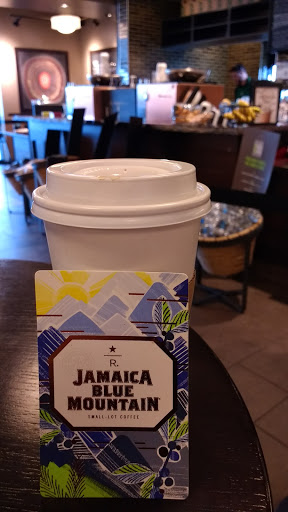 R.
JAMAICA
BLUE
MOUNTAIN
SMALL-LOT COFFEE